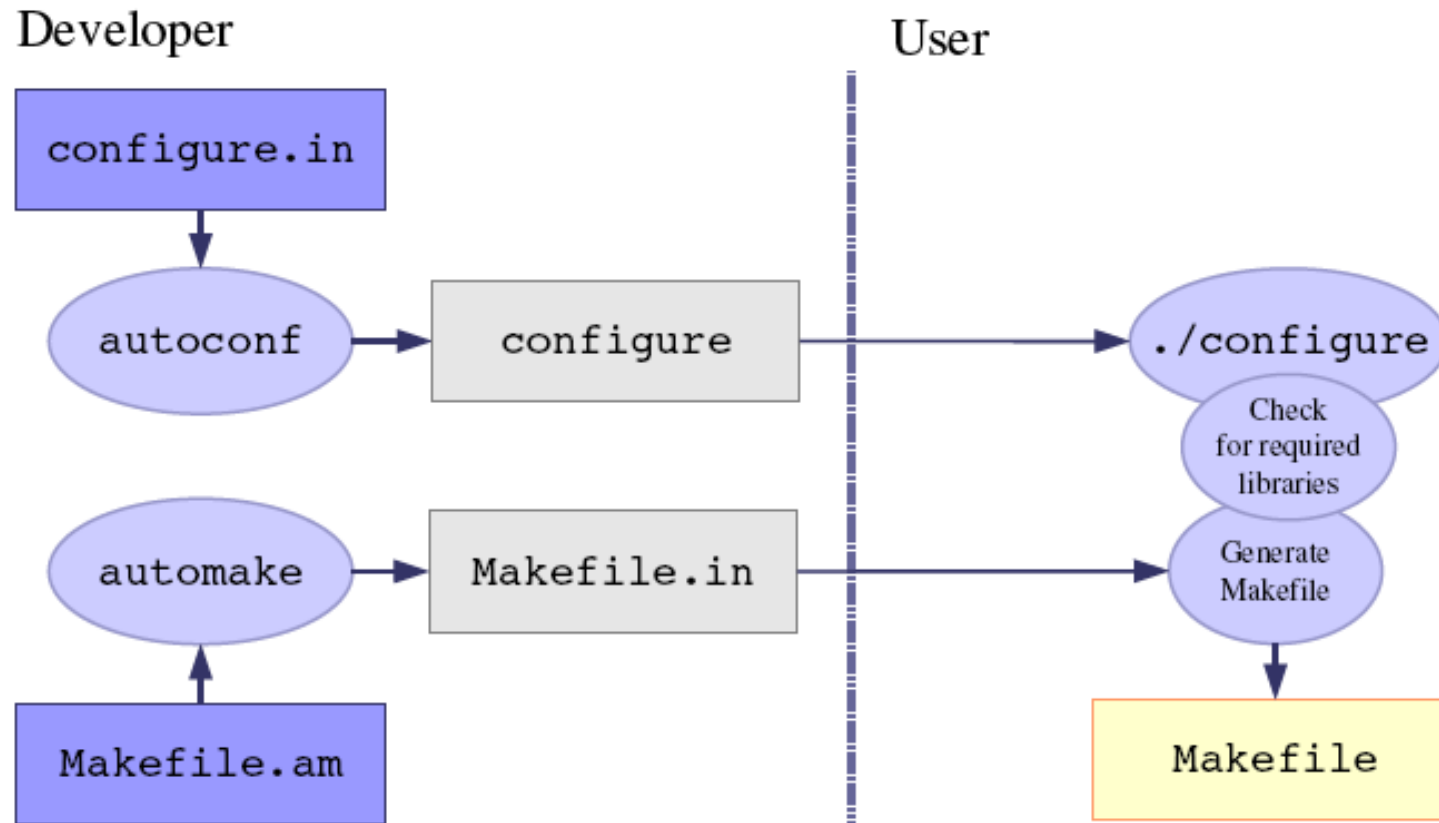 Developer
User
configure.in
autoconf
configure
./configure
Check
for required
libraries
automake
Makefile.in
Generate
Makefile
Makefile.am
Makefile